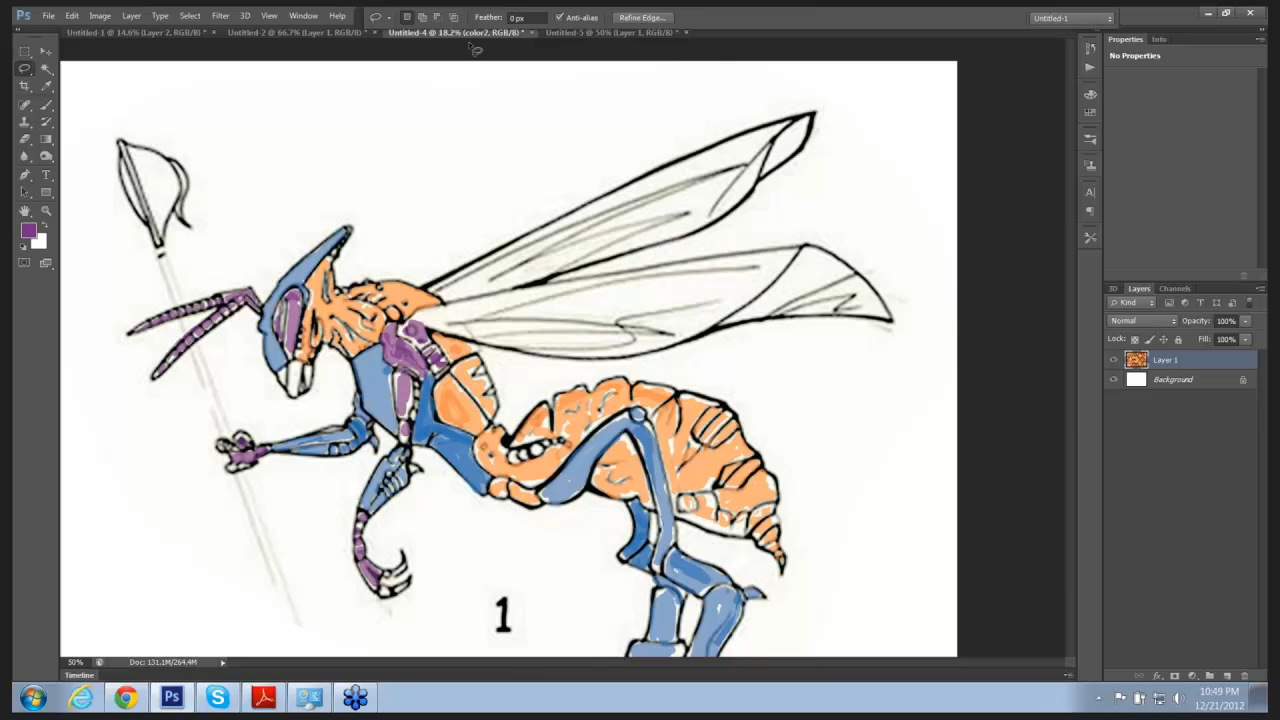 Ps File Edit Image Layer Type Select Filter 3D View Window Help
Feather: 0 px Anti-alias Refine Edge... Untitled-1
Untitled-1 @ 14.6% (Layer 2, RGB/8) * × Untitled-2 @ 66.7% (Layer 1, RGB/8) * × Untitled-4 @ 18.2% (color2, RGB/8) * × Untitled-5 @ 50% (Layer 1, RGB/8) * ×
Properties Info
No Properties
3D Layers Channels
Kind
Normal Opacity: 100%
Lock: Fill: 100%
Layer 1
Background
1
50% Doc: 131.1M/264.4M
Timeline
10:49 PM
12/21/2012